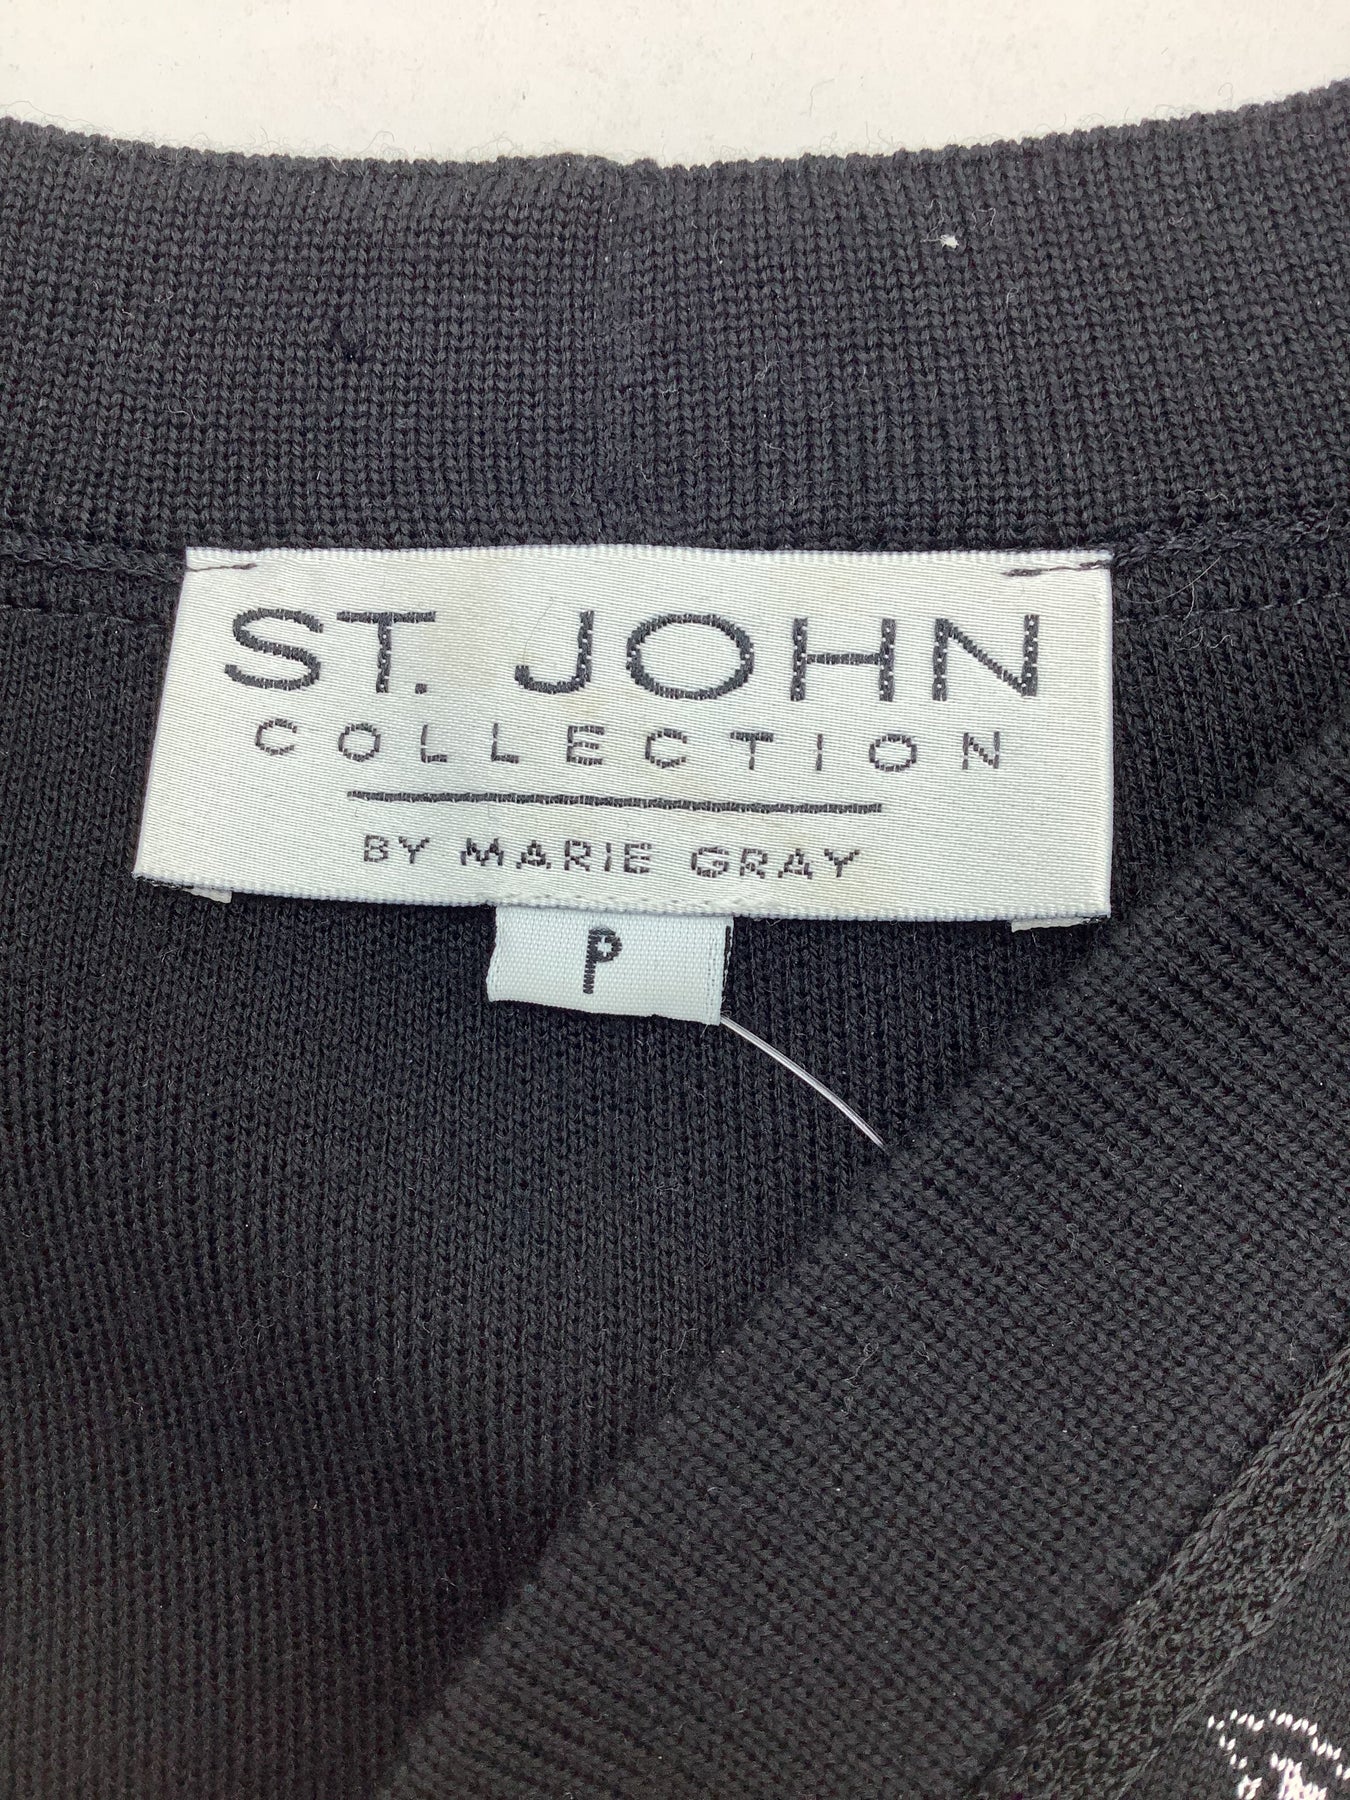 ST. JOHN
COLLECTION
BY MARIE GRAY
P